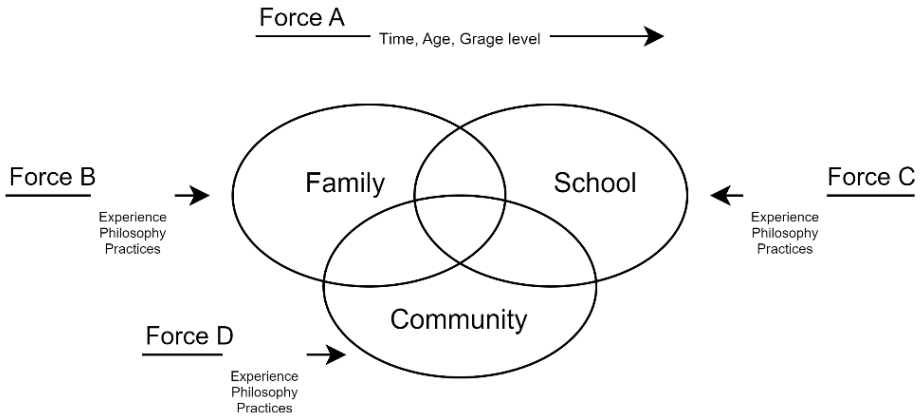 Force A
Time, Age, Grage level
Family
School
Force B
Force C
Experience
Philosophy
Practices
Experience
Philosophy
Practices
Community
Force D
Experience
Philosophy
Practices